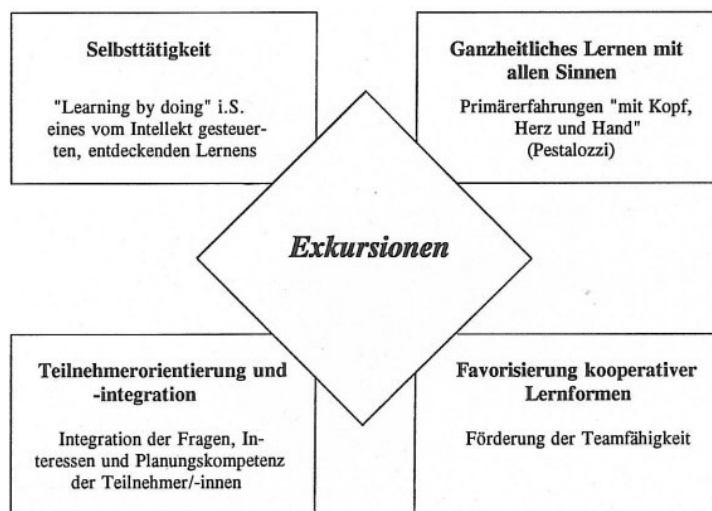 Selbsttätigkeit
"Learning by doing" i.S.
eines vom Intellekt gesteuer-
ten, entdeckenden Lernens
Ganzheitliches Lernen mit
allen Sinnen
Primärerfahrungen "mit Kopf,
Herz und Hand"
(Pestalozzi)
Exkursionen
Teilnehmerorientierung und
-integration
Integration der Fragen, In-
teressen und Planungskompetenz
der Teilnehmer/-innen
Favorisierung kooperativer
Lernformen
Förderung der Teamfähigkeit